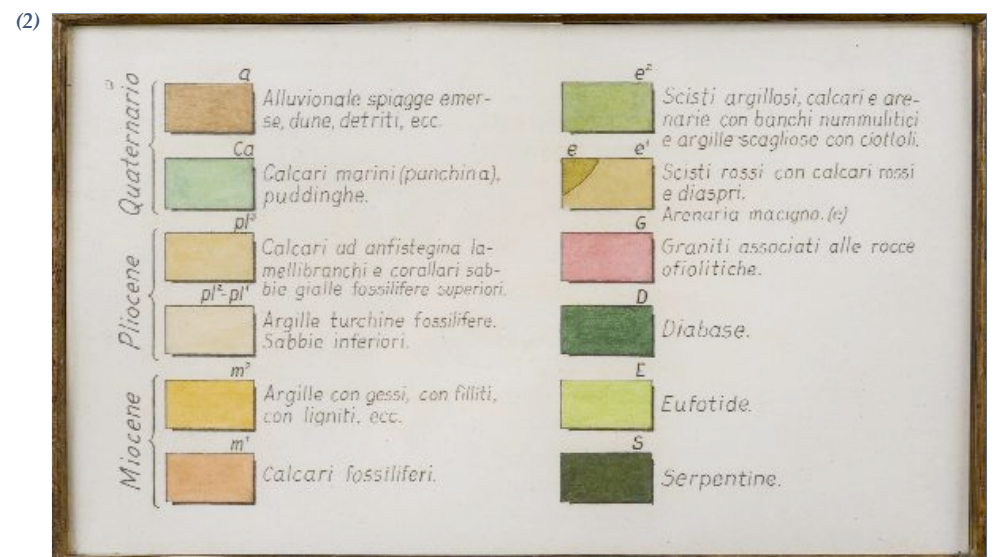 (2)
Quaternario
a
Alluvionale spiagge emer-
se, dune, detriti, ecc.
Ca
Calcari marini (panchina),
puddinghe.
Pliocene
pl³
Calcari ad anfistegina la-
mellibranchi e corallari sab-
bie gialle fossilifere superiori.
pl²-pl¹
Argille turchine fossilifere.
Sabbie inferiori.
Miocene
m²
Argille con gessi, con filliti,
con ligniti, ecc.
m¹
Calcari fossiliferi.
e²
Scisti argillosi, calcari e are-
narie con banchi nummulitici
e argille scagliose con ciottoli.
e e¹
Scisti rossi con calcari rossi
e diaspri.
Arenaria macigno. (e)
G
Graniti associati alle rocce
ofiolitiche.
D
Diabase.
E
Eufotide.
S
Serpentine.